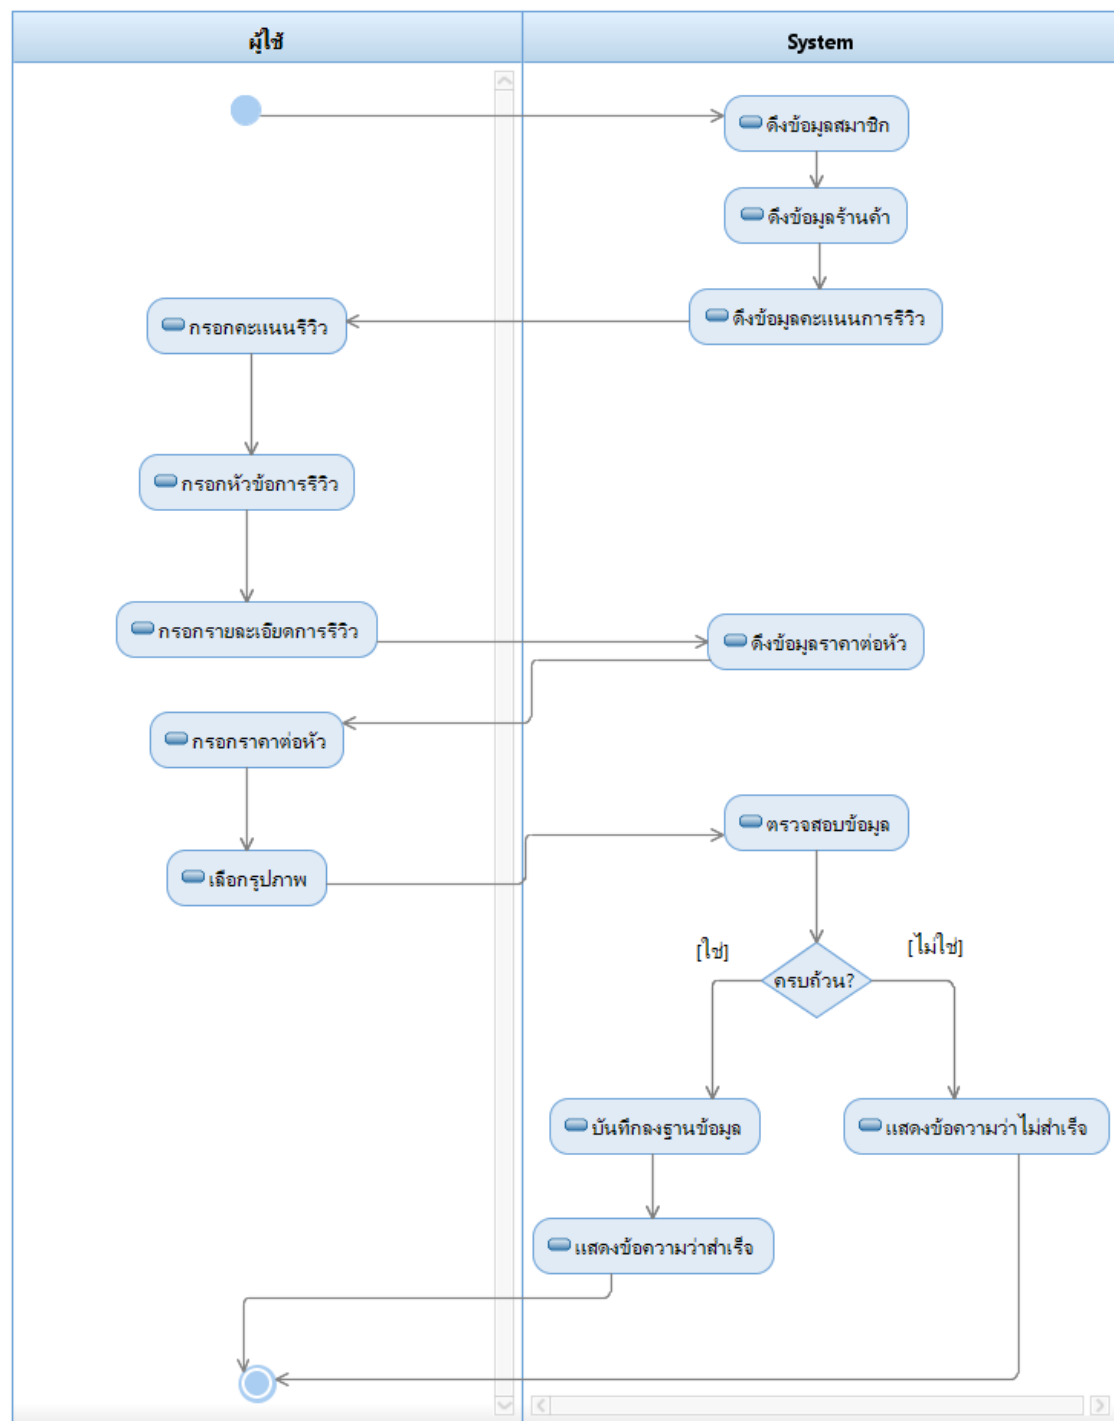 ผู้ใช้
System
ดึงข้อมูลสมาชิก
ดึงข้อมูลร้านค้า
ดึงข้อมูลคะแนนการรีวิว
กรอกคะแนนรีวิว
กรอกหัวข้อการรีวิว
กรอกรายละเอียดการรีวิว
ดึงข้อมูลราคาต่อหัว
กรอกราคาต่อหัว
ตรวจสอบข้อมูล
เลือกรูปภาพ
[ใช่]
[ไม่ใช่]
ครบถ้วน?
บันทึกลงฐานข้อมูล
แสดงข้อความว่าไม่สำเร็จ
แสดงข้อความว่าสำเร็จ